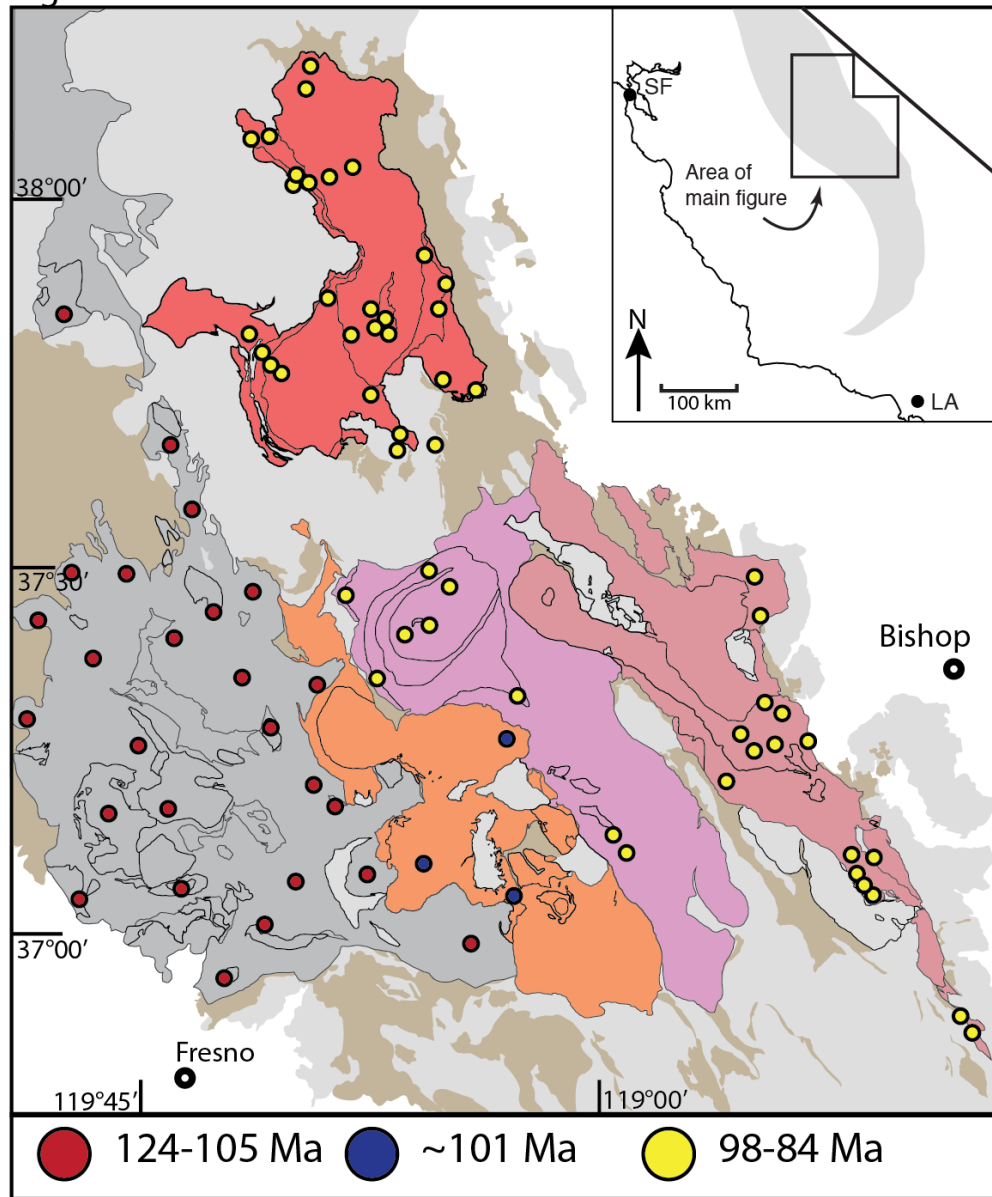 SF
Area of
main figure
N
100 km
LA
38°00′
37°30′
Bishop
37°00′
Fresno
119°45′
119°00′
124-105 Ma
~101 Ma
98-84 Ma